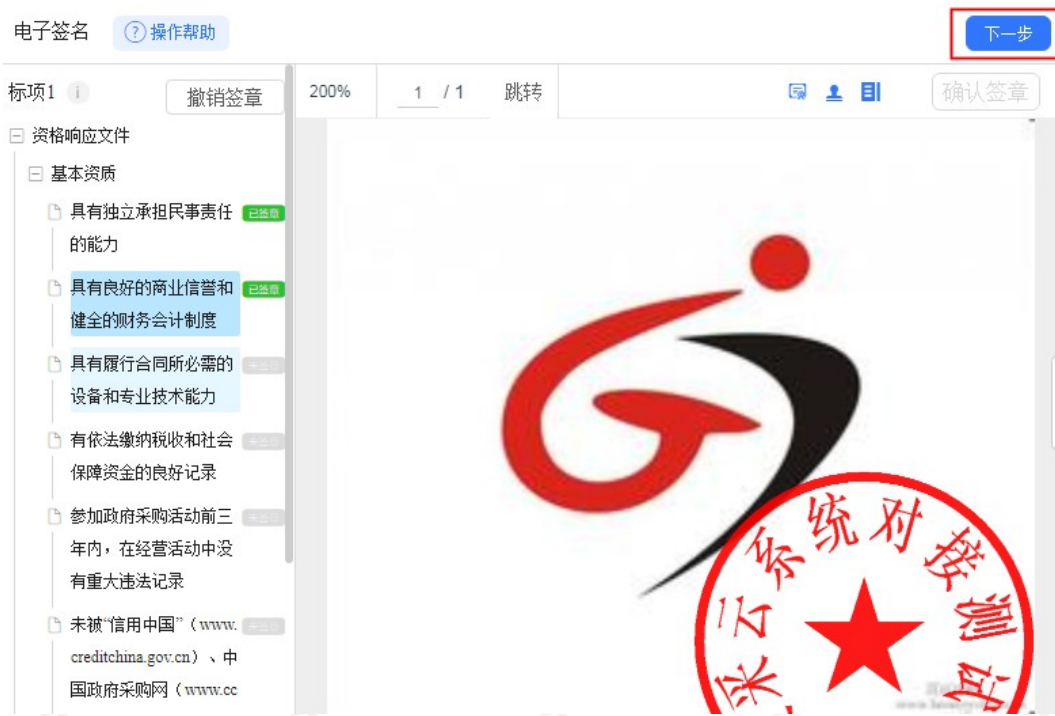 电子签名
操作帮助
下一步
标项1
撤销签章
200%
1 / 1
跳转
确认签章
资格响应文件
基本资质
具有独立承担民事责任
已签章
的能力
具有良好的商业信誉和
已签章
健全的财务会计制度
具有履行合同所必需的
设备和专业技术能力
有依法缴纳税收和社会
保障资金的良好记录
参加政府采购活动前三
年内，在经营活动中没
有重大违法记录
未被“信用中国”（www.
creditchina.gov.cn）、中
国政府采购网（www.cc
采云系统对接测试